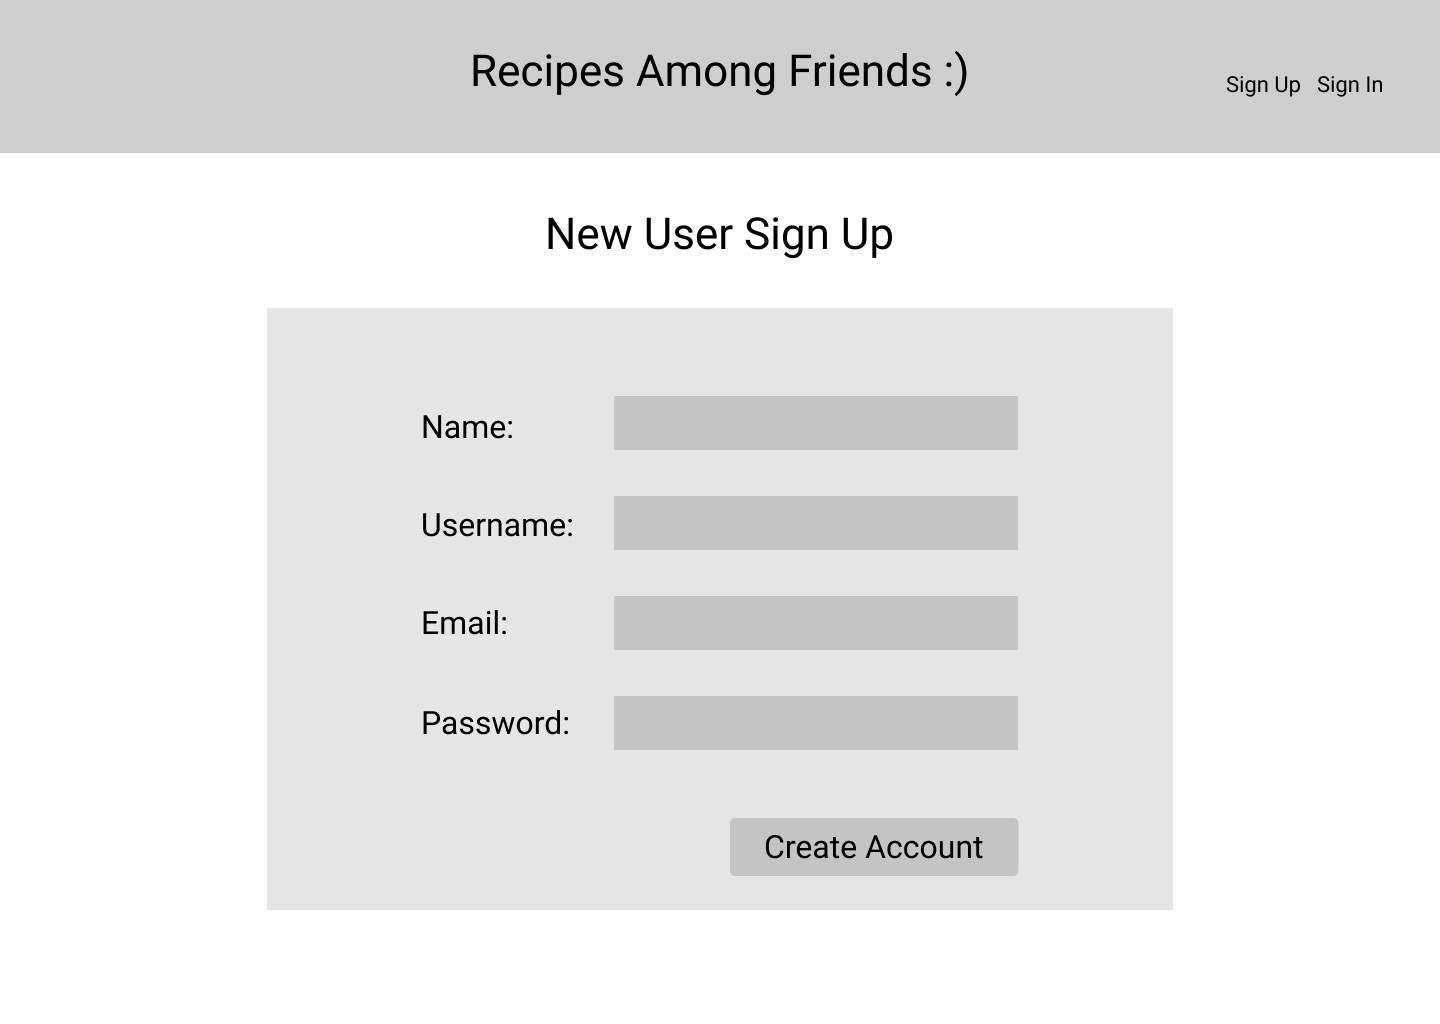 Recipes Among Friends :)
Sign Up Sign In
New User Sign Up
Name:
Username:
Email:
Password:
Create Account